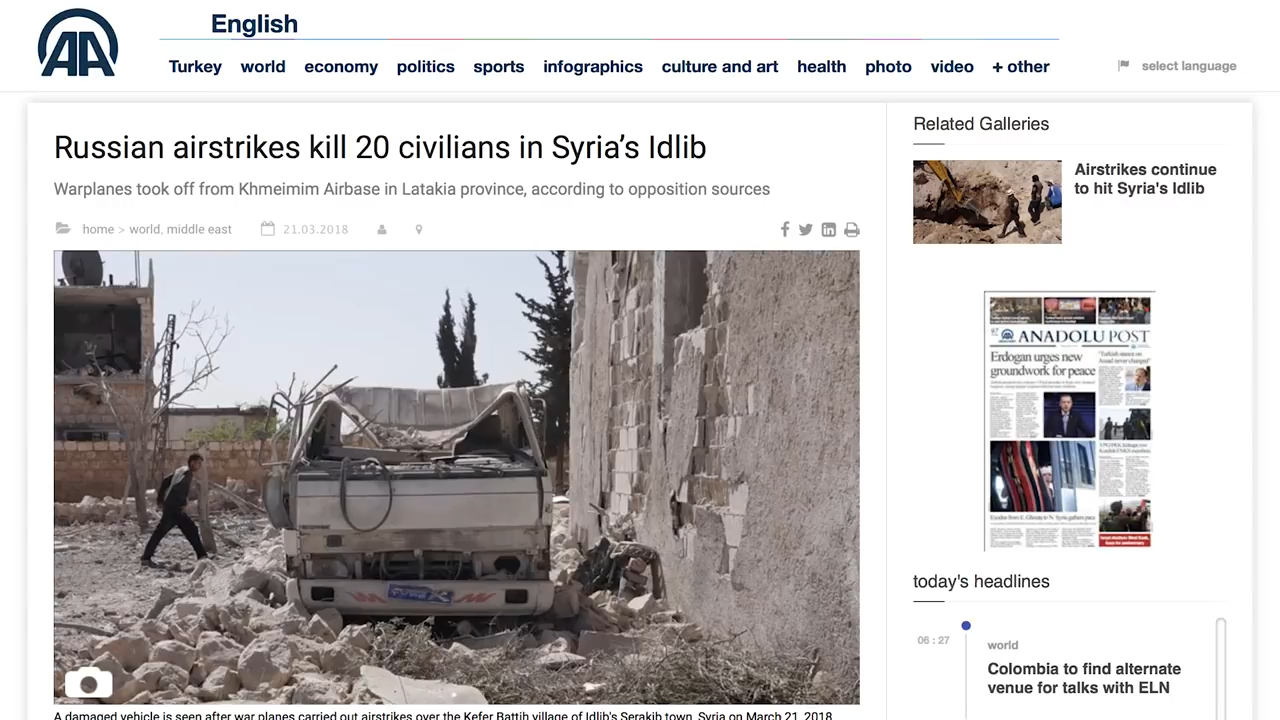 AA
English
Turkey world economy politics sports infographics culture and art health photo video + other
select language
Russian airstrikes kill 20 civilians in Syria’s Idlib
Warplanes took off from Khmeimim Airbase in Latakia province, according to opposition sources
home > world, middle east 21.03.2018
A damaged vehicle is seen after war planes carried out airstrikes over the Kefer Battih village of Idlib's Serakib town, Syria on March 21, 2018.
Related Galleries
Airstrikes continue
to hit Syria's Idlib
ANADOLU POST
Erdogan urges new
groundwork for peace
today's headlines
06 : 27
world
Colombia to find alternate
venue for talks with ELN